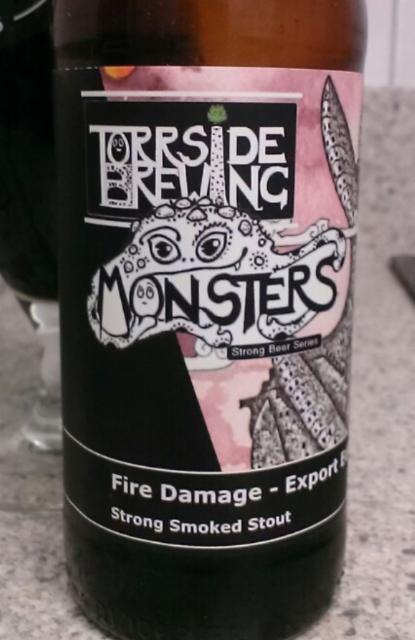 TORRSIDE
BREWING
MONSTERS
Strong Beer Series
Fire Damage - Export
Strong Smoked Stout